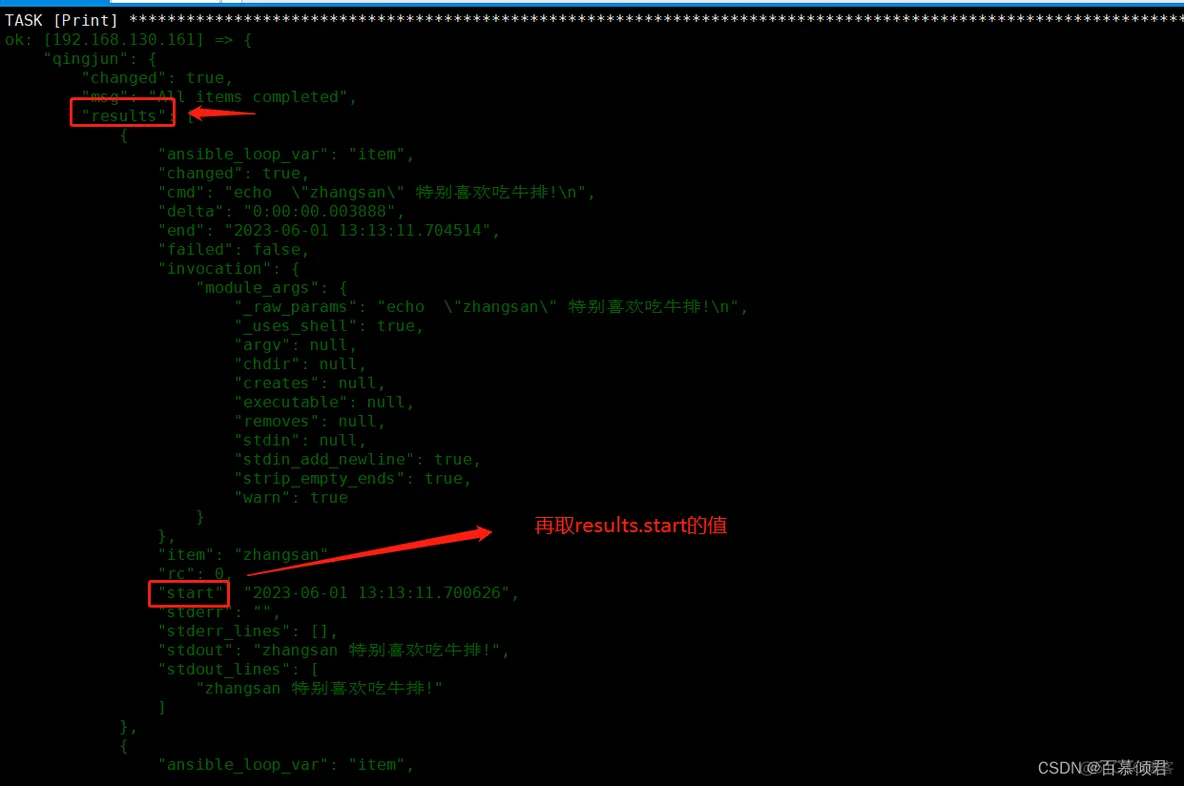 TASK [Print] ***************************************************************************************************************
ok: [192.168.130.161] => {
    "qingjun": {
        "changed": true,
        "msg": "All items completed",
        "results": [
            {
                "ansible_loop_var": "item",
                "changed": true,
                "cmd": "echo  \"zhangsan\" 特别喜欢吃牛排!\n",
                "delta": "0:00:00.003888",
                "end": "2023-06-01 13:13:11.704514",
                "failed": false,
                "invocation": {
                    "module_args": {
                        "_raw_params": "echo  \"zhangsan\" 特别喜欢吃牛排!\n",
                        "_uses_shell": true,
                        "argv": null,
                        "chdir": null,
                        "creates": null,
                        "executable": null,
                        "removes": null,
                        "stdin": null,
                        "stdin_add_newline": true,
                        "strip_empty_ends": true,
                        "warn": true
                    }
                },
再取results.start的值
                "item": "zhangsan"
                "rc": 0,
                "start" "2023-06-01 13:13:11.700626",
                "stderr": "",
                "stderr_lines": [],
                "stdout": "zhangsan 特别喜欢吃牛排!",
                "stdout_lines": [
                    "zhangsan 特别喜欢吃牛排!"
                ]
            },
            {
                "ansible_loop_var": "item",
CSDN @百慕倾君